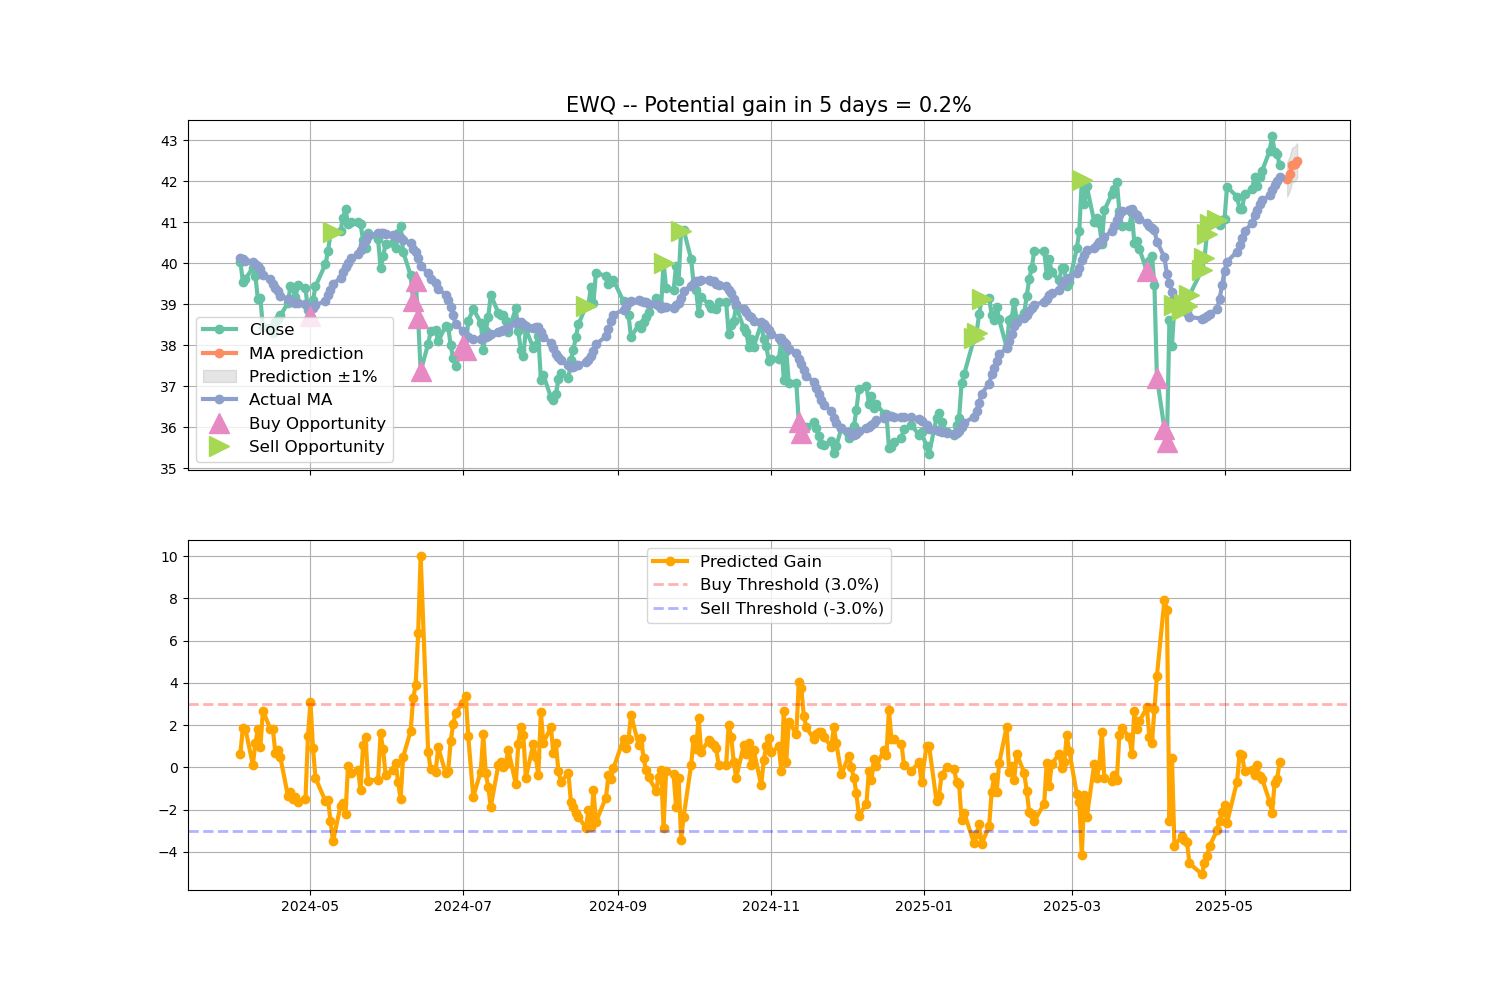 EWQ -- Potential gain in 5 days = 0.2%
43
42
41
40
39
38
37
36
35
Close
MA prediction
Prediction ±1%
Actual MA
Buy Opportunity
Sell Opportunity
10
8
6
4
2
0
−2
−4
Predicted Gain
Buy Threshold (3.0%)
Sell Threshold (-3.0%)
2024-05
2024-07
2024-09
2024-11
2025-01
2025-03
2025-05